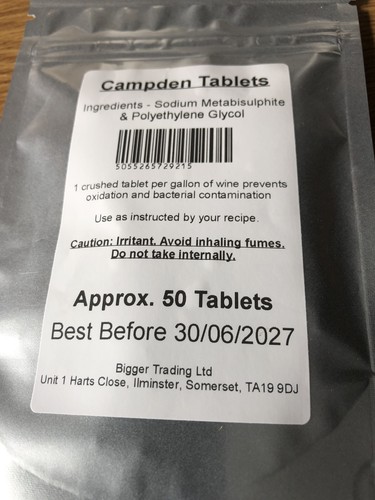 Campden Tablets
Ingredients - Sodium Metabisulphite
& Polyethylene Glycol
5055265729215
1 crushed tablet per gallon of wine prevents
oxidation and bacterial contamination
Use as instructed by your recipe.
Caution: Irritant. Avoid inhaling fumes.
Do not take internally.
Approx. 50 Tablets
Best Before 30/06/2027
Bigger Trading Ltd
Unit 1 Harts Close, Ilminster, Somerset, TA19 9DJ